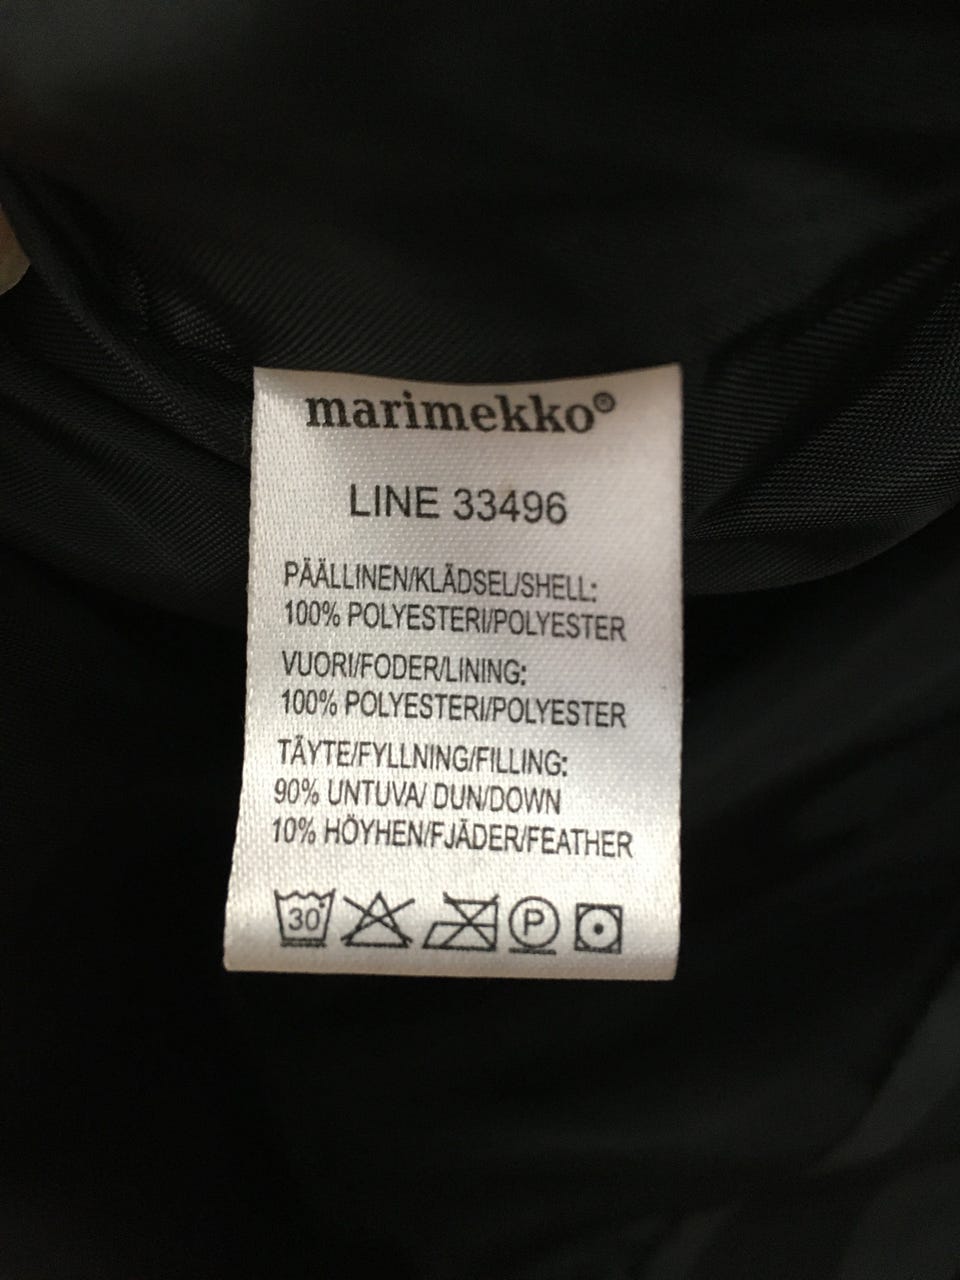 marimekko®
LINE 33496
PÄÄLLINEN/KLÄDSEL/SHELL:
100% POLYESTERI/POLYESTER
VUORI/FODER/LINING:
100% POLYESTERI/POLYESTER
TÄYTE/FYLLNING/FILLING:
90% UNTUVA/ DUN/DOWN
10% HÖYHEN/FJÄDER/FEATHER
30° P